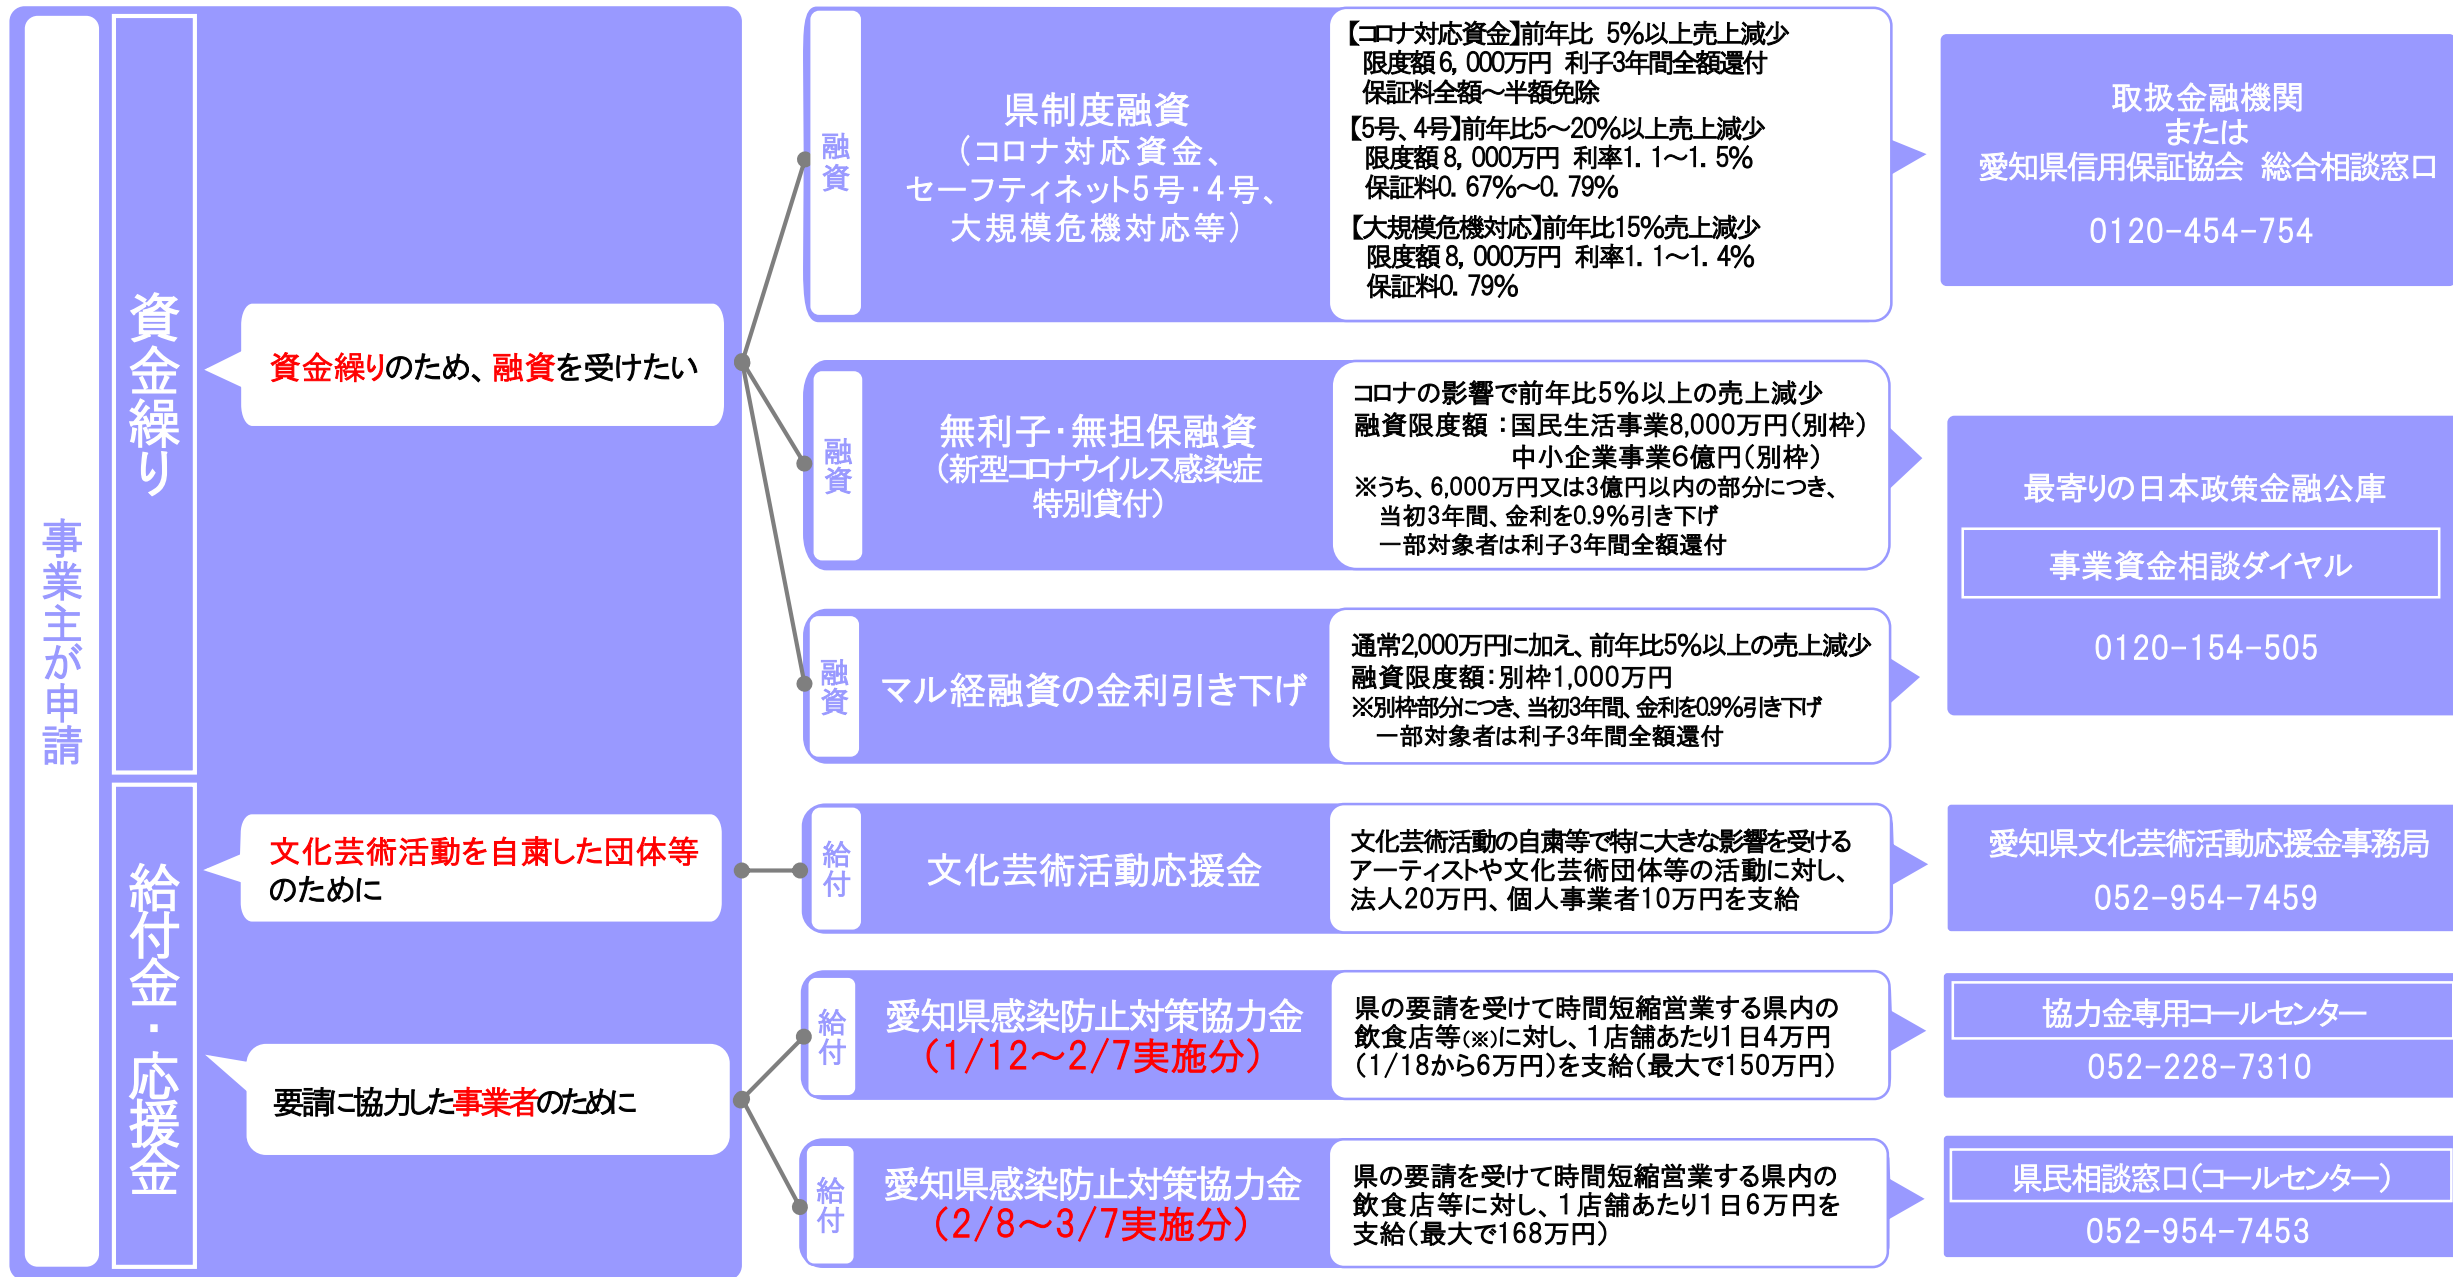 事業主が申請
資金繰り
資金繰りのため、融資を受けたい
融資
県制度融資
（コロナ対応資金、
セーフティネット5号・4号、
大規模危機対応等）
【コロナ対応資金】前年比　5％以上売上減少
限度額６，０００万円　利子3年間全額還付
保証料全額～半額免除
【5号、4号】前年比5～20％以上売上減少
限度額８，０００万円　利率１．１～１．５％
保証料０．６７％～０．７９％
【大規模危機対応】前年比15％売上減少
限度額８，０００万円　利率１．１～１．４％
保証料０．７９％
取扱金融機関
または
愛知県信用保証協会　総合相談窓口
0120-454-754
融資
無利子・無担保融資
（新型コロナウイルス感染症
特別貸付）
コロナの影響で前年比5％以上の売上減少
融資限度額：国民生活事業8,000万円（別枠）
中小企業事業6億円（別枠）
※うち、6,000万円又は3億円以内の部分につき、
当初3年間、金利を0.9％引き下げ
一部対象者は利子3年間全額還付
融資
マル経融資の金利引き下げ
通常2,000万円に加え、前年比5％以上の売上減少
融資限度額：別枠1,000万円
※別枠部分につき、当初3年間、金利を0.9％引き下げ
一部対象者は利子3年間全額還付
最寄りの日本政策金融公庫
事業資金相談ダイヤル
0120-154-505
給付金・応援金
文化芸術活動を自粛した団体等
のために
給付
文化芸術活動応援金
文化芸術活動の自粛等で特に大きな影響を受ける
アーティストや文化芸術団体等の活動に対し、
法人20万円、個人事業者10万円を支給
愛知県文化芸術活動応援金事務局
052-954-7459
要請に協力した事業者のために
給付
愛知県感染防止対策協力金
（1/12～2/7実施分）
県の要請を受けて時間短縮営業する県内の
飲食店等（※）に対し、1店舗あたり1日4万円
（1/18から6万円）を支給（最大で150万円）
協力金専用コールセンター
052-228-7310
給付
愛知県感染防止対策協力金
（2/8～3/7実施分）
県の要請を受けて時間短縮営業する県内の
飲食店等に対し、1店舗あたり1日6万円を
支給（最大で168万円）
県民相談窓口（コールセンター）
052-954-7453